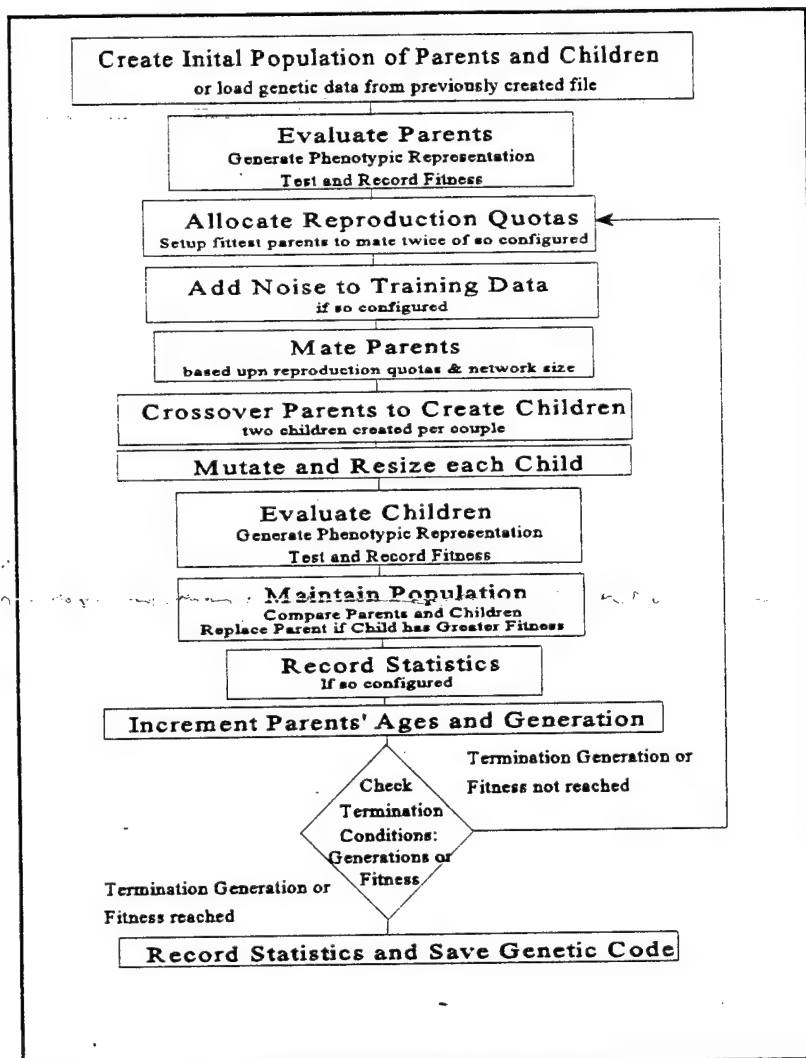 Create Inital Population of Parents and Children
or load genetic data from previously created file
Evaluate Parents
Generate Phenotypic Representation
Test and Record Fitness
Allocate Reproduction Quotas
Setup fittest parents to mate twice of so configured
Add Noise to Training Data
if so configured
Mate Parents
based upn reproduction quotas & network size
Crossover Parents to Create Children
two children created per couple
Mutate and Resize each Child
Evaluate Children
Generate Phenotypic Representation
Test and Record Fitness
Maintain Population
Compare Parents and Children
Replace Parent if Child has Greater Fitness
Record Statistics
If so configured
Increment Parents' Ages and Generation
Termination Generation or
Fitness not reached
Check
Termination
Conditions:
Generations or
Fitness
Termination Generation or
Fitness reached
Record Statistics and Save Genetic Code